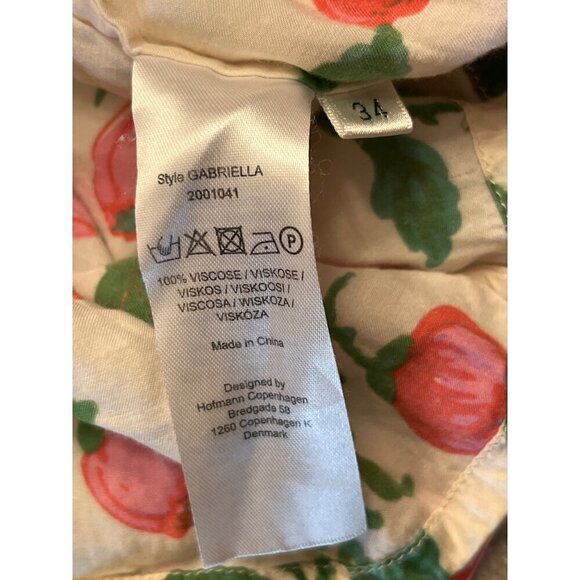 34
Style GABRIELLA
2001041
P
100% VISCOSE / VISKOSE /
VISKOS / VISKOOSI /
VISCOSA / WISKOZA /
VISKÓZA
Made in China
Designed by
Hofmann Copenhagen
Bredgade 58
1260 Copenhagen K
Denmark